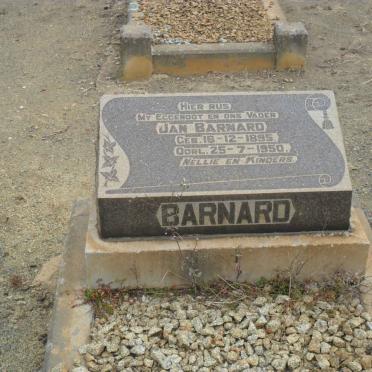 HIER RUS
MY EGGENOOT EN ONS VADER
JAN BARNARD
GEB. 16-12-1895
OORL. 25-7-1950.
NELLIE EN KINDERS
BARNARD